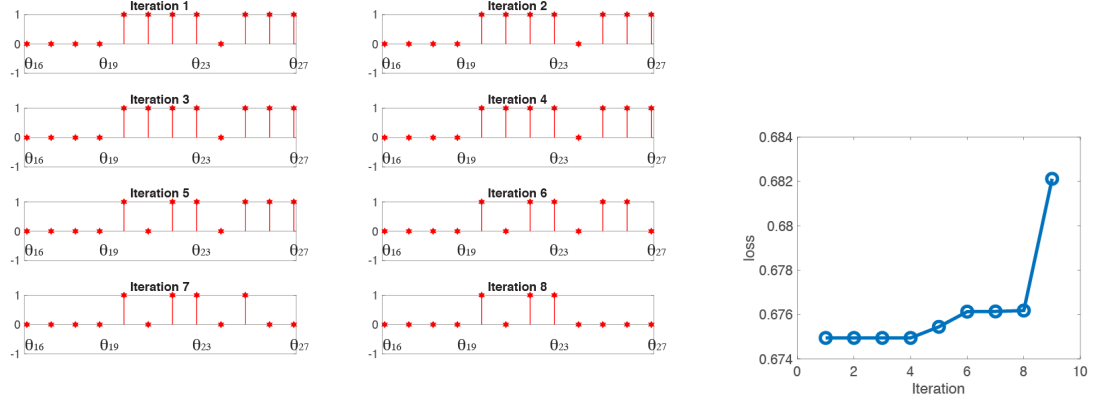 Iteration 1
1
0
-1
θ16 θ19 θ23 θ27
Iteration 2
1
0
-1
θ16 θ19 θ23 θ27
Iteration 3
1
0
-1
θ16 θ19 θ23 θ27
Iteration 4
1
0
-1
θ16 θ19 θ23 θ27
Iteration 5
1
0
-1
θ16 θ19 θ23 θ27
Iteration 6
1
0
-1
θ16 θ19 θ23 θ27
Iteration 7
1
0
-1
θ16 θ19 θ23 θ27
Iteration 8
1
0
-1
θ16 θ19 θ23 θ27
0.684
0.682
0.68
0.678
0.676
0.674
loss
0 2 4 6 8 10
Iteration